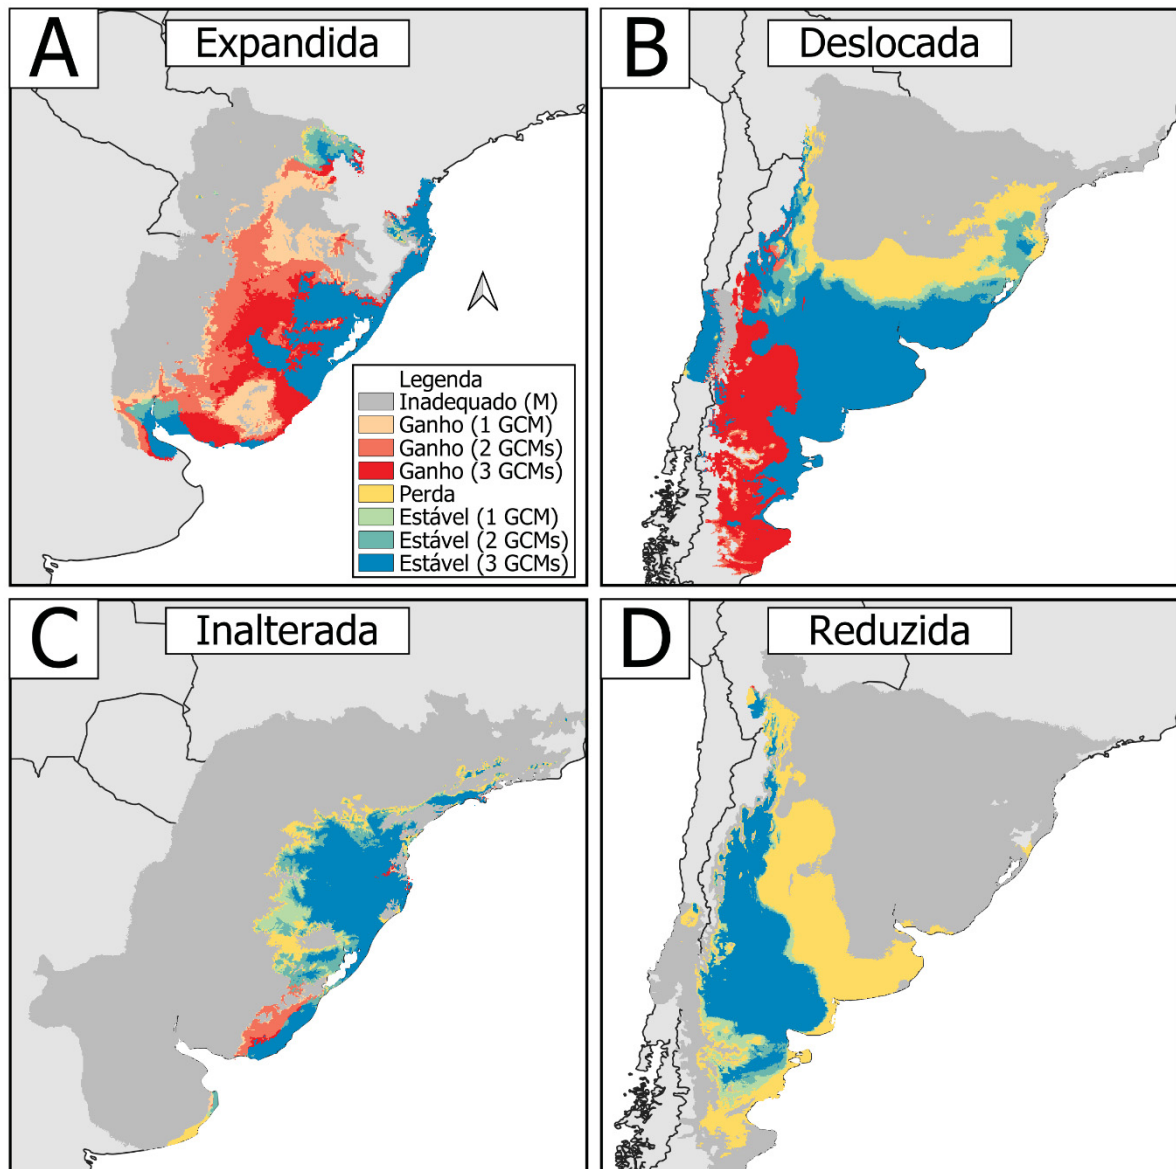 A
Expandida
B
Deslocada
Legenda
Inadequado (M)
Ganho (1 GCM)
Ganho (2 GCMs)
Ganho (3 GCMs)
Perda
Estável (1 GCM)
Estável (2 GCMs)
Estável (3 GCMs)
C
Inalterada
D
Reduzida